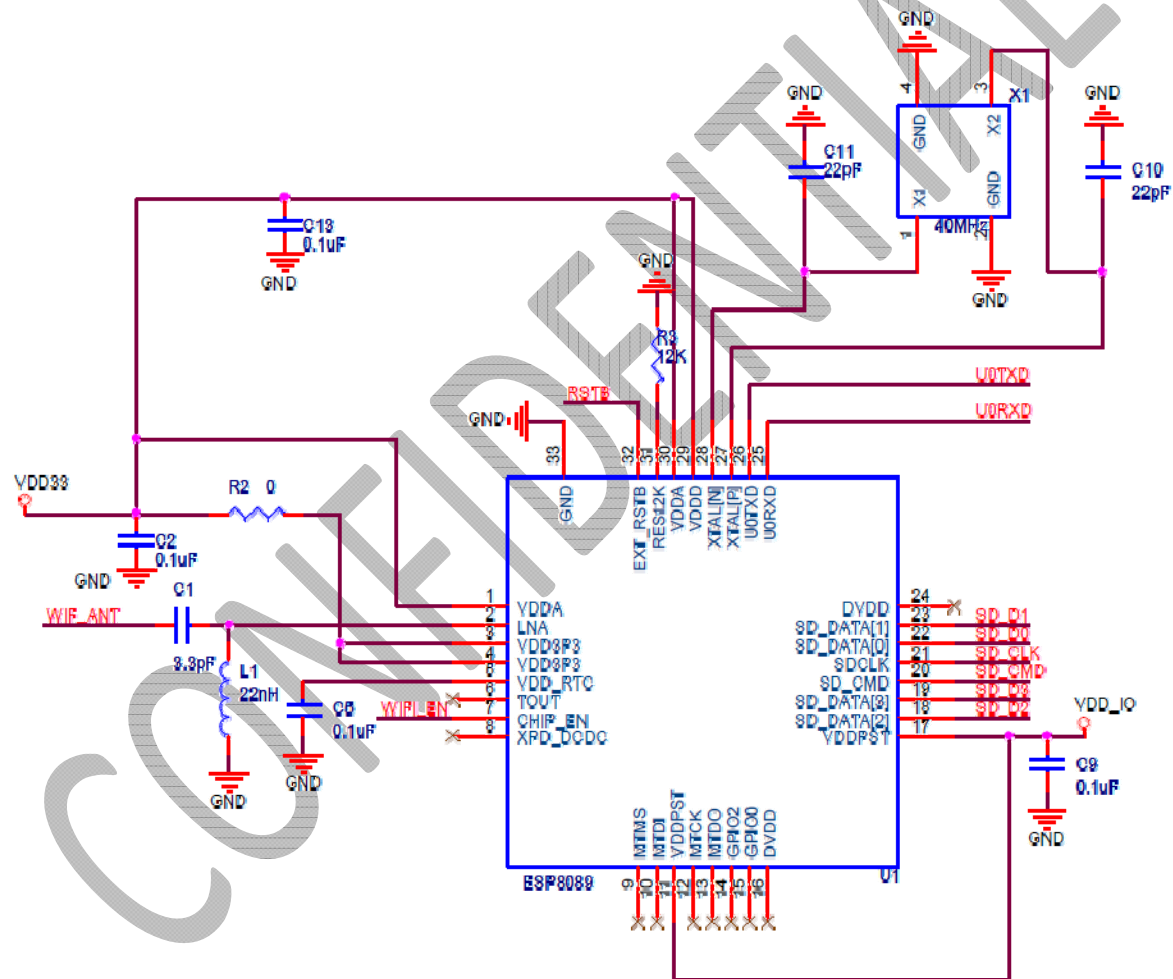 CONFIDENTIAL
GND
4
3
X1
GND
X2
X1
GND
1
2
40MHz
GND
GND
C11
22pF
GND
C10
22pF
C13
0.1uF
GND
GND
R3
12K
RSTB
GND
U0TXD
U0RXD
33
32
31
30
29
28
27
26
25
GND
EXT_RSTB
RES12K
VDDA
VDDD
XTAL[N]
XTAL[P]
U0TXD
U0RXD
VDD33
R2 0
C2
0.1uF
GND
C1
WIF_ANT
3.3pF
L1
22nH
GND
C6
0.1uF
GND
WIFI_EN
1 VDDA
2 LNA
3 VDD3P3
4 VDD3P3
5 VDD_RTC
6 TOUT
7 CHIP_EN
8 XPD_DCDC
DVDD 24
SD_DATA[1] 23 SD_D1
SD_DATA[0] 22 SD_D0
SDCLK 21 SD_CLK
SD_CMD 20 SD_CMD
SD_DATA[3] 19 SD_D3
SD_DATA[2] 18 SD_D2
VDDPST 17
VDD_IO
C9
0.1uF
GND
MTMS
MTDI
VDDPST
MTCK
MTDO
GPIO2
GPIO0
DVDD
9
10
11
12
13
14
15
16
ESP8089
U1